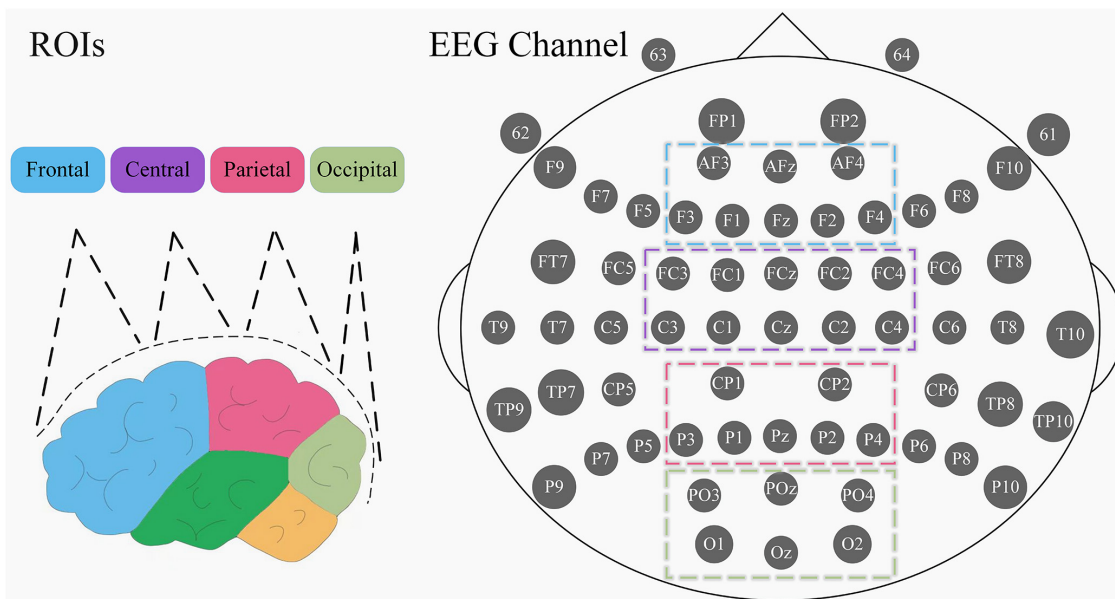 ROIs
EEG Channel
Frontal
Central
Parietal
Occipital
63
64
62
61
FP1
FP2
F9
AF3
AFz
AF4
F10
F7
F5
F3
F1
Fz
F2
F4
F6
F8
FT7
FC5
FC3
FC1
FCz
FC2
FC4
FC6
FT8
T9
T7
C5
C3
C1
Cz
C2
C4
C6
T8
T10
TP9
TP7
CP5
CP1
CP2
CP6
TP8
TP10
P9
P7
P5
P3
P1
Pz
P2
P4
P6
P8
P10
PO3
POz
PO4
O1
Oz
O2